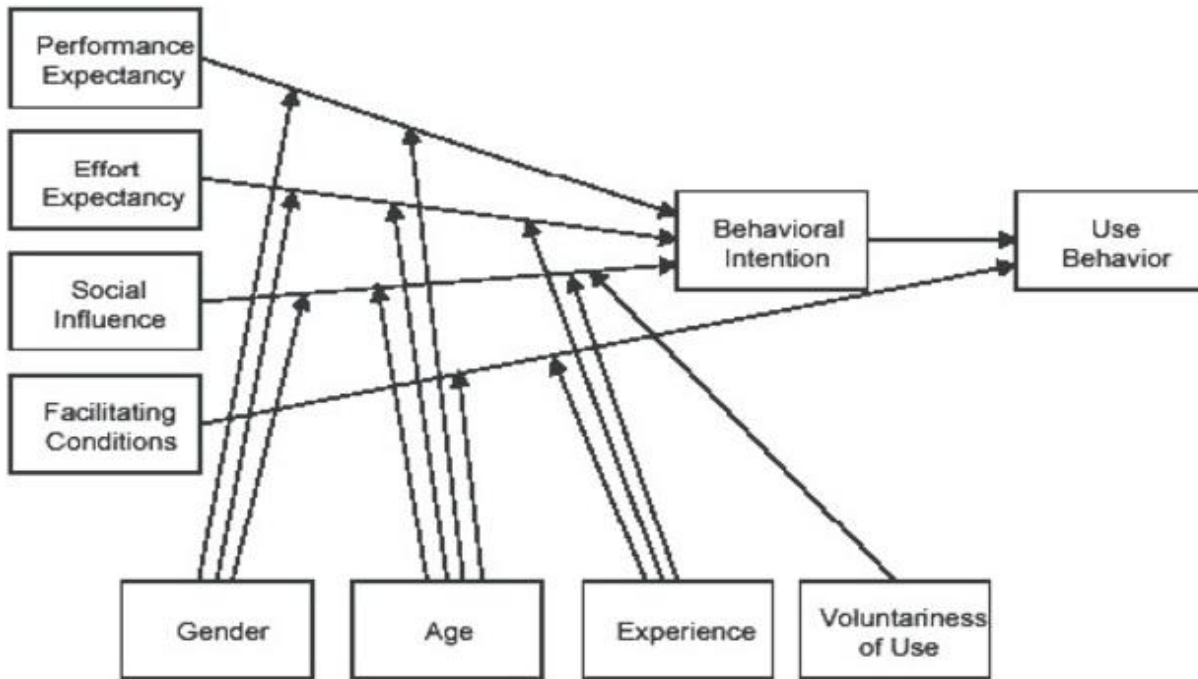 Performance
Expectancy
Effort
Expectancy
Social
Influence
Facilitating
Conditions
Behavioral
Intention
Use
Behavior
Gender
Age
Experience
Voluntariness
of Use